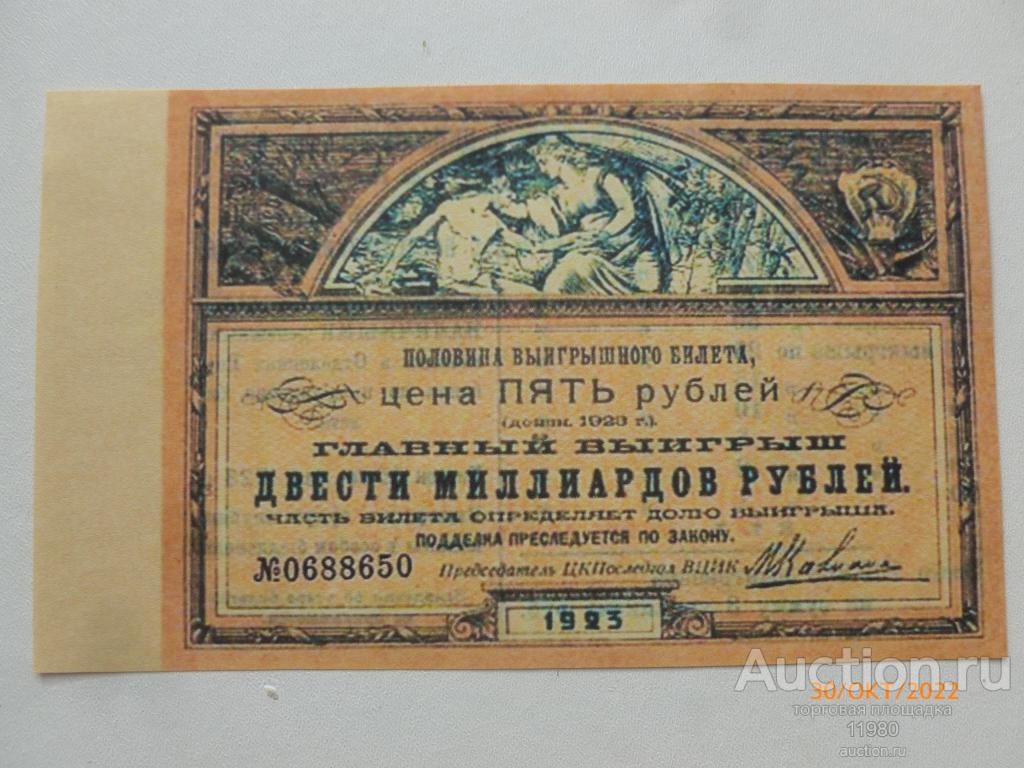 ПОЛОВИНА ВЫИГРЫШНОГО БИЛЕТА,
цена ПЯТЬ рублей
(дензн. 1923 г.).
ГЛАВНЫЙ ВЫИГРЫШ
ДВЕСТИ МИЛЛИАРДОВ РУБЛЕЙ.
ЧАСТЬ БИЛЕТА ОПРЕДЕЛЯЕТ ДОЛЮ ВЫИГРЫША.
ПОДДЕЛКА ПРЕСЛЕДУЕТСЯ ПО ЗАКОНУ.
№0688650 Председатель ЦКПоследгол ВЦИК
1923
Auction.ru
30/ОКТ/2022
торговая площадка
11980
auction.ru